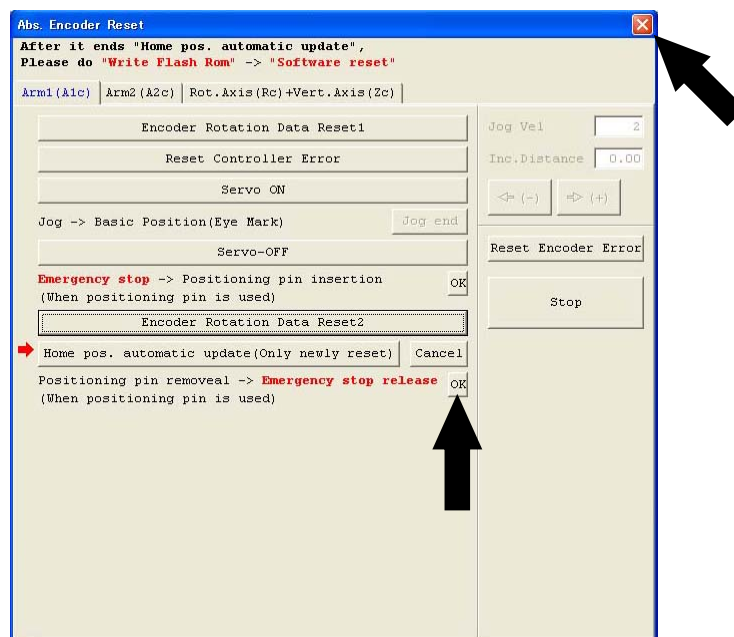 Abs. Encoder Reset
After it ends "Home pos. automatic update",
Please do "Write Flash Rom" -> "Software reset"
Arm1(A1c) Arm2(A2c) Rot.Axis(Rc)+Vert.Axis(Zc)
Encoder Rotation Data Reset1
Reset Controller Error
Servo ON
Jog -> Basic Position(Eye Mark) Jog end
Servo-OFF
Emergency stop -> Positioning pin insertion OK
(When positioning pin is used)
Encoder Rotation Data Reset2
Home pos. automatic update(Only newly reset) Cancel
Positioning pin removeal -> Emergency stop release OK
(When positioning pin is used)
Jog Vel 2
Inc.Distance 0.00
(-) (+)
Reset Encoder Error
Stop